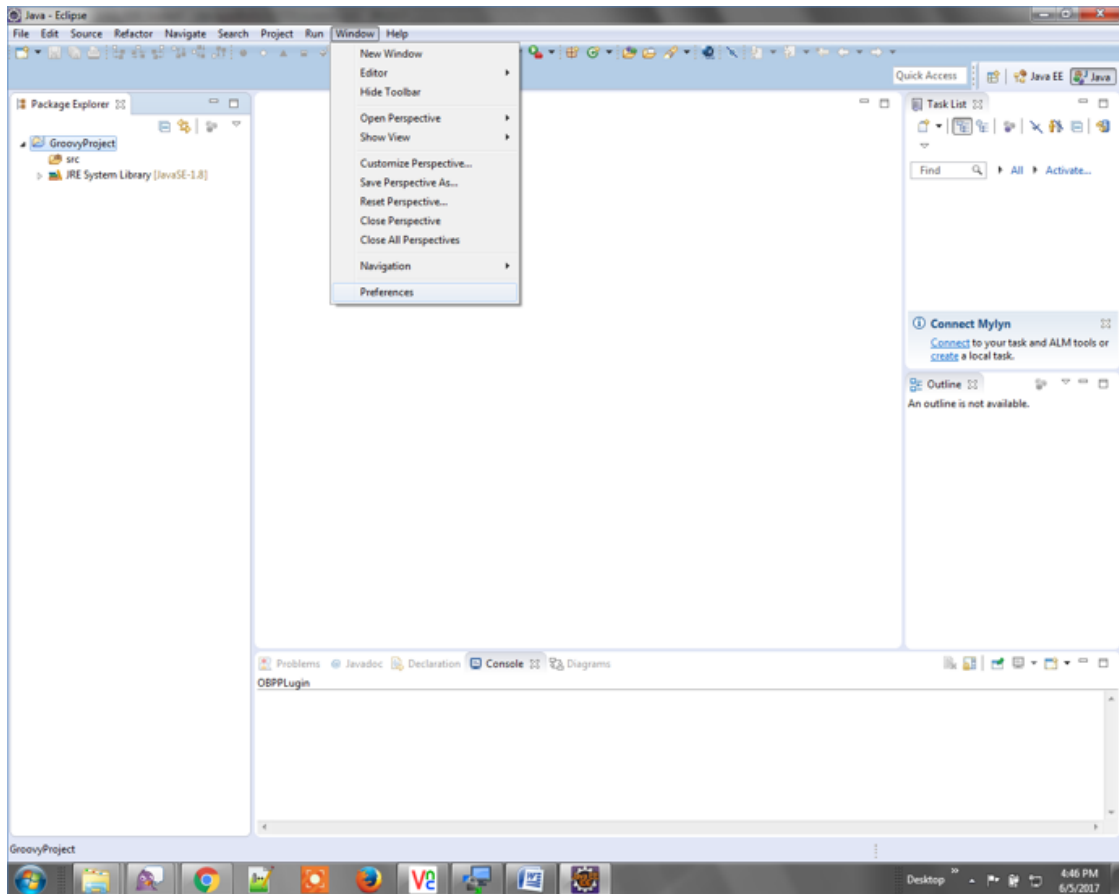 Java - Eclipse
File Edit Source Refactor Navigate Search Project Run Window Help
New Window
Editor
Hide Toolbar
Open Perspective
Show View
Customize Perspective...
Save Perspective As...
Reset Perspective...
Close Perspective
Close All Perspectives
Navigation
Preferences
Quick Access Java EE Java
Package Explorer
GroovyProject
src
JRE System Library [JavaSE-1.8]
Task List
Find All Activate...
Connect Mylyn
Connect to your task and ALM tools or
create a local task.
Outline
An outline is not available.
Problems Javadoc Declaration Console Diagrams
OBPPLugin
GroovyProject
Desktop 4:46 PM
6/5/2017